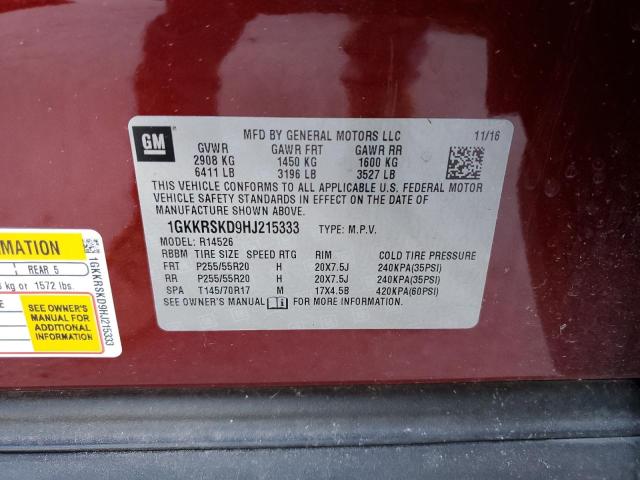 GM
MFD BY GENERAL MOTORS LLC 11/16
GVWR GAWR FRT GAWR RR
2908 KG 1450 KG 1600 KG
6411 LB 3196 LB 3527 LB
THIS VEHICLE CONFORMS TO ALL APPLICABLE U.S. FEDERAL MOTOR
VEHICLE SAFETY STANDARDS IN EFFECT ON THE DATE OF MANUFACTURE
SHOWN ABOVE.
1GKKRSKD9HJ215333 TYPE: M.P.V.
MODEL: R14526
RBBM TIRE SIZE SPEED RTG RIM COLD TIRE PRESSURE
FRT P255/55R20 H 20X7.5J 240KPA(35PSI)
RR P255/55R20 H 20X7.5J 240KPA(35PSI)
SPA T145/70R17 M 17X4.5B 420KPA(60PSI)
SEE OWNER'S MANUAL FOR MORE INFORMATION.
REAR 5
kg or 1572 lbs.
SEE OWNER'S
MANUAL FOR
ADDITIONAL
INFORMATION
1GKKRSKD9HJ215333